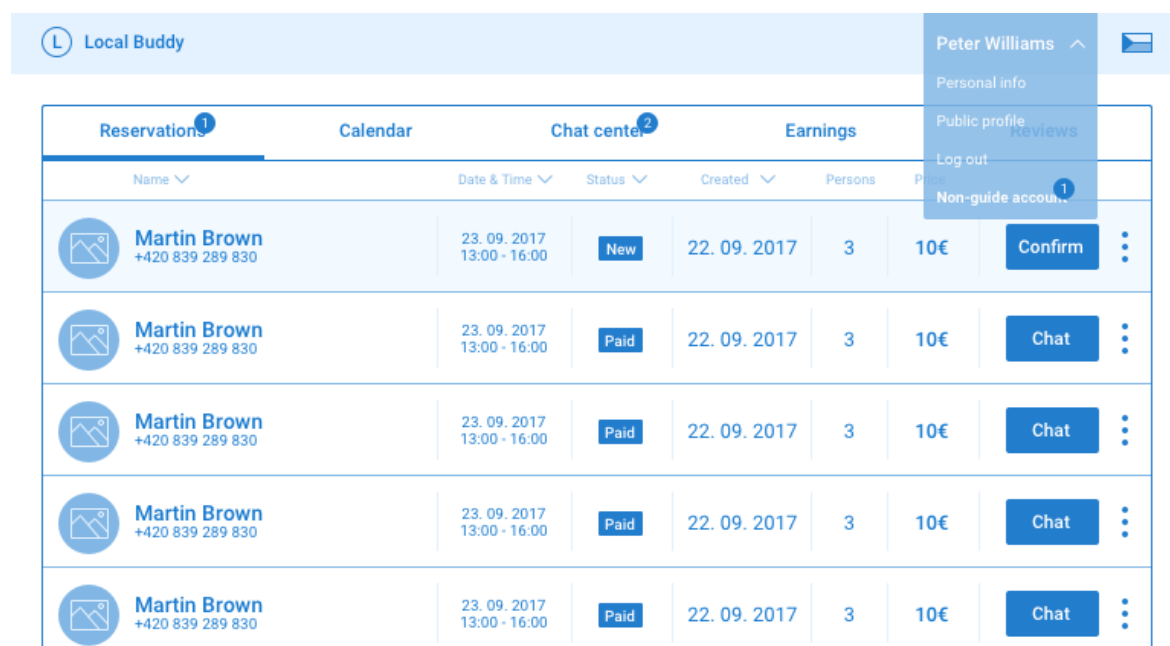 L Local Buddy
Peter Williams
Personal info
Public profile
Log out
Non-guide account 1
Reservations 1 Calendar Chat center 2 Earnings Reviews
Name Date & Time Status Created Persons Price
Martin Brown
+420 839 289 830
23. 09. 2017
13:00 - 16:00
New
22. 09. 2017
3
10€
Confirm
Martin Brown
+420 839 289 830
23. 09. 2017
13:00 - 16:00
Paid
22. 09. 2017
3
10€
Chat
Martin Brown
+420 839 289 830
23. 09. 2017
13:00 - 16:00
Paid
22. 09. 2017
3
10€
Chat
Martin Brown
+420 839 289 830
23. 09. 2017
13:00 - 16:00
Paid
22. 09. 2017
3
10€
Chat
Martin Brown
+420 839 289 830
23. 09. 2017
13:00 - 16:00
Paid
22. 09. 2017
3
10€
Chat